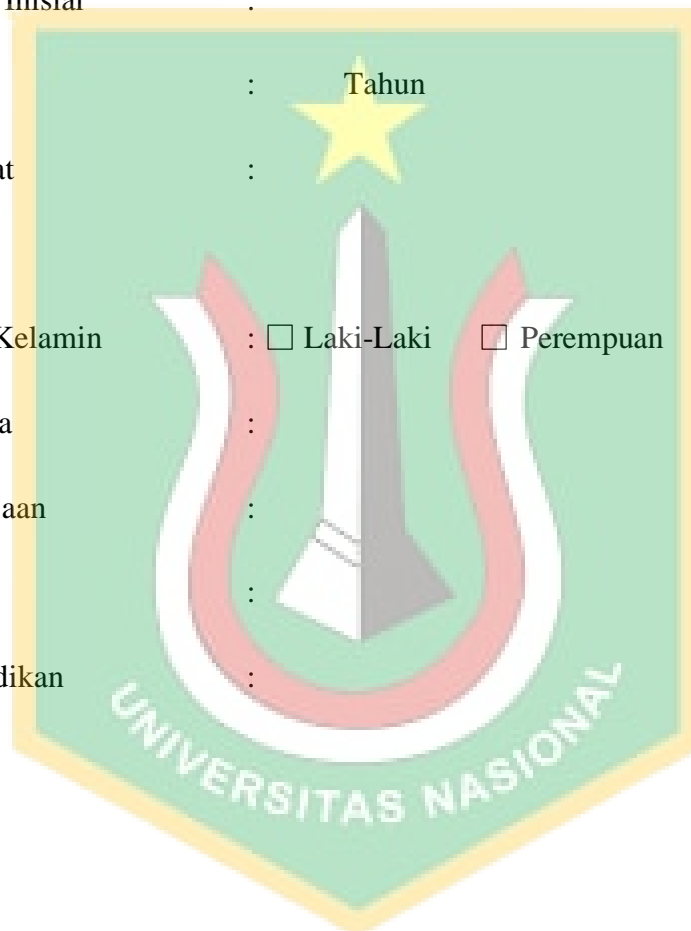 Inisial :
: Tahun
at :
Kelamin : □ Laki-Laki □ Perempuan
a :
aan :
:
dikan :
UNIVERSITAS NASIONAL